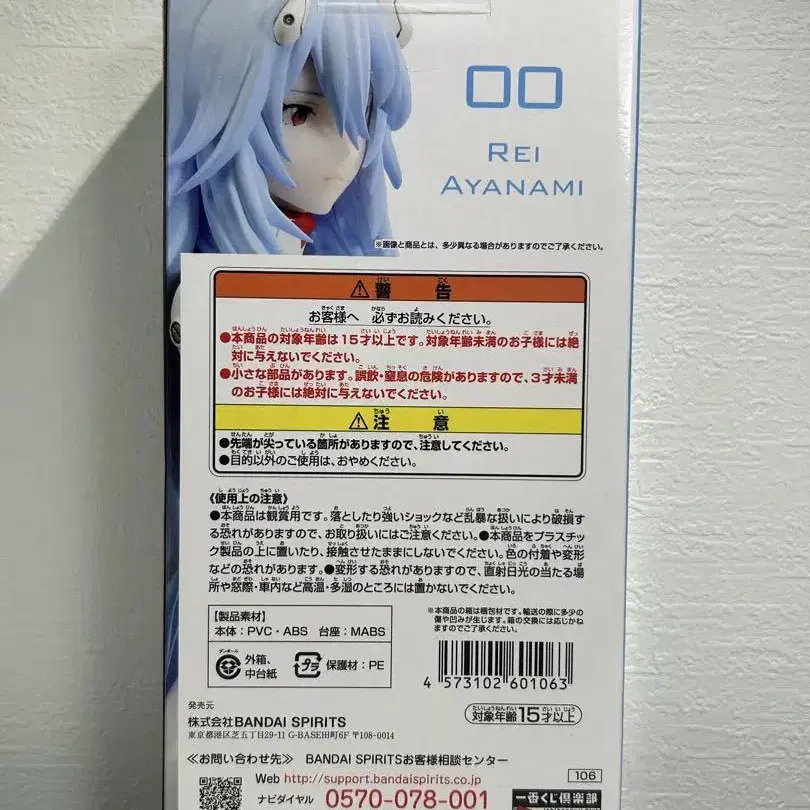 00
REI
AYANAMI
※画像と商品とは、多少異なる場合がありますのでご了承ください。
⚠警告
お客様へ 必ずお読みください。
●本商品の対象年齢は15才以上です。対象年齢未満のお子様には絶
対に与えないでください。
●小さな部品があります。誤飲・窒息の危険がありますので、3才未満
のお子様には絶対に与えないでください。
⚠注意
●先端が尖っている箇所がありますので、注意してください。
●目的以外のご使用は、おやめください。
《使用上の注意》
●本商品は観賞用です。落としたり強いショックなど乱暴な扱いにより破損す
る恐れがありますので、お取り扱いにはご注意ください。●本商品をプラスチッ
ク製品の上に置いたり、接触させたままにしないでください。色の付着や変形
などの恐れがあります。●変形する恐れがありますので、直射日光の当たる場
所や窓際・車内など高温・多湿のところには置かないでください。
【製品素材】
本体:PVC・ABS 台座:MABS
※本商品の箱は梱包材です。輸送の際に多少の
傷や凹みが生じます。箱の交換には応じかね
ますのでご了承ください。
ダンボール
外箱、
中台紙
プラ
保護材:PE
4 573102 601063
発売元
株式会社BANDAI SPIRITS
東京都港区芝五丁目29-11 G-BASE田町6F 〒108-0014
対象年齢15才以上
≪お問い合わせ先≫ BANDAI SPIRITSお客様相談センター
Web http://support.bandaispirits.co.jp
ナビダイヤル 0570-078-001
106
一番くじ倶楽部